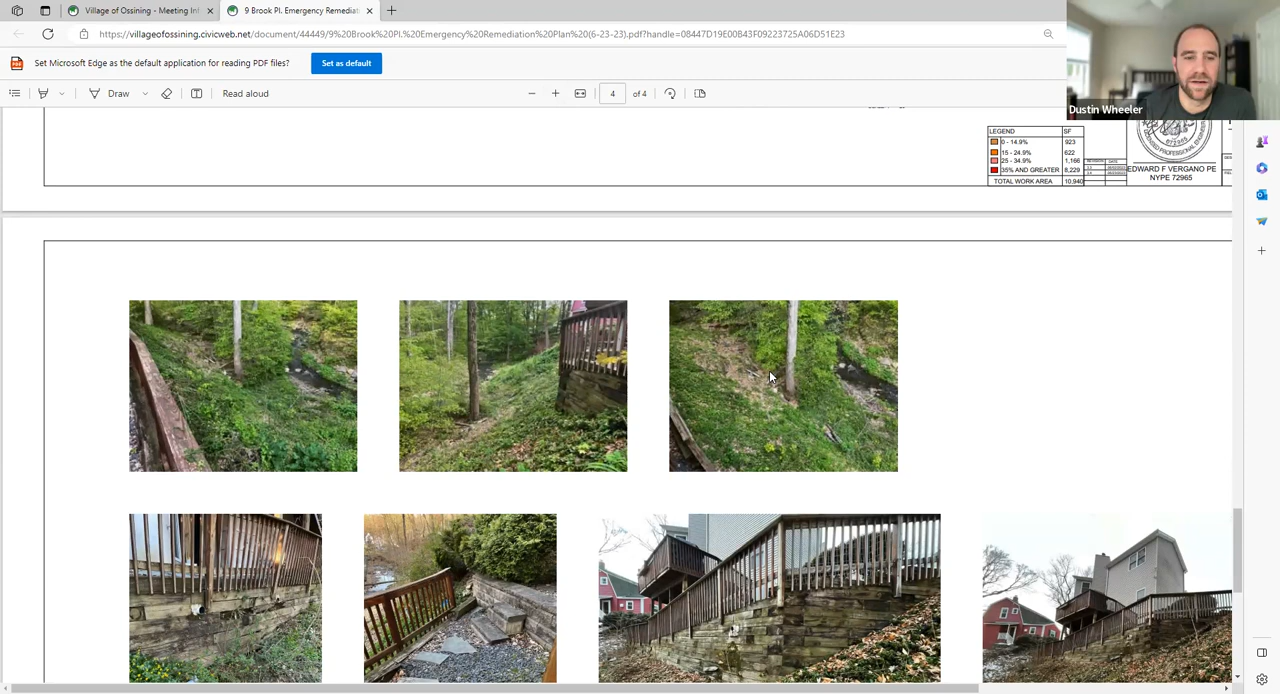 Village of Ossining - Meeting Inf
9 Brook Pl. Emergency Remediat
https://villageofossining.civicweb.net/document/44449/9%20Brook%20Pl.%20Emergency%20Remediation%20Plan%20(6-23-23).pdf?handle=08447D19E00B43F09223725A06D51E23
Set Microsoft Edge as the default application for reading PDF files?
Set as default
Draw
Read aloud
4
of 4
Dustin Wheeler
LEGEND SF
0 - 14.9% 923
15 - 24.9% 622
25 - 34.9% 1,166
35% AND GREATER 8,229
TOTAL WORK AREA 10,940
EDWARD F VERGANO PE
NYPE 72965